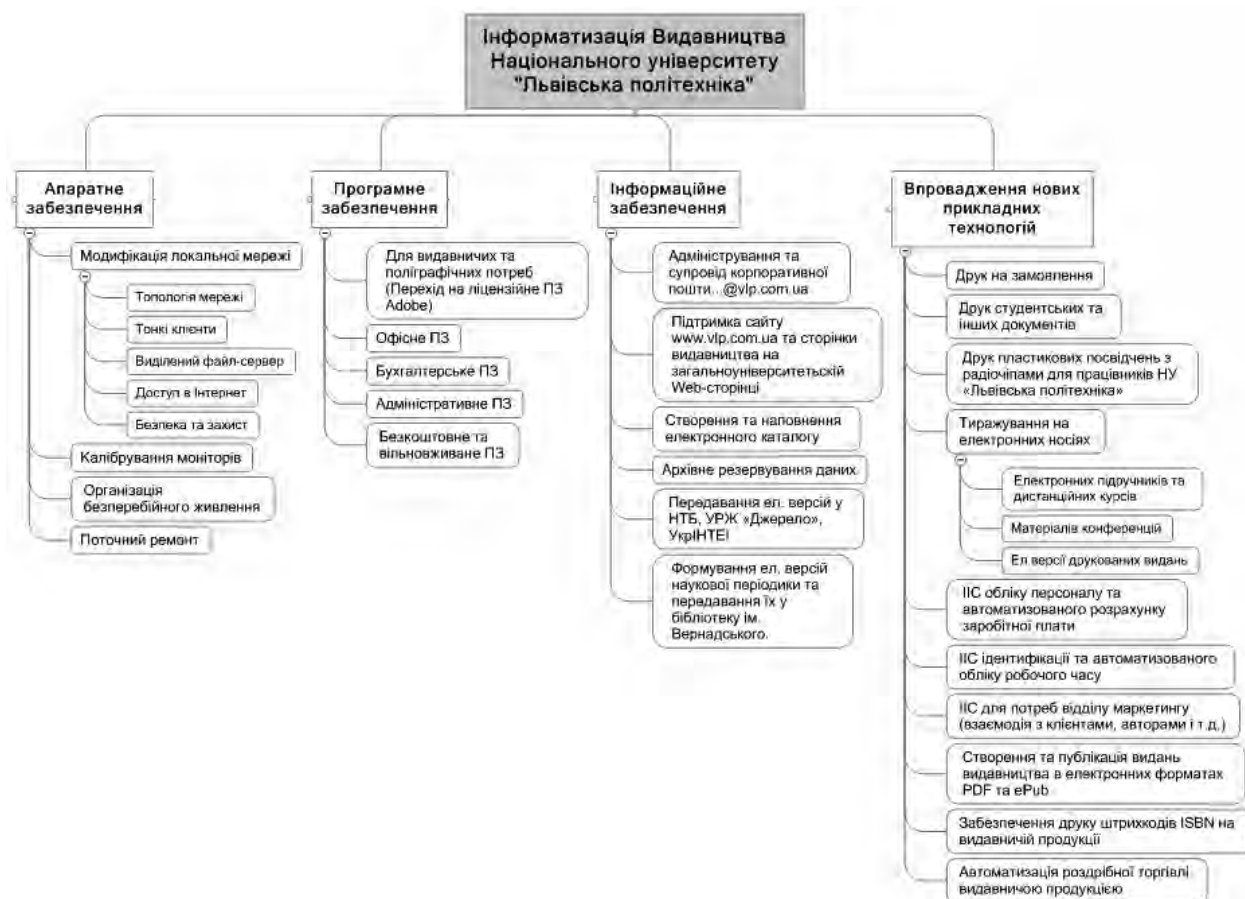 Інформатизація Видавництва
Національного університету
"Львівська політехніка"
Апаратне
забезпечення
Модифікація локальної мережі
Топологія мережі
Тонкі клієнти
Виділений файл-сервер
Доступ в Інтернет
Безпека та захист
Калібрування моніторів
Організація
безперебійного живлення
Поточний ремонт
Програмне
забезпечення
Для видавничих та
поліграфічних потреб
(Перехід на ліцензійне ПЗ
Adobe)
Офісне ПЗ
Бухгалтерське ПЗ
Адміністративне ПЗ
Безкоштовне та
вільновживане ПЗ
Інформаційне
забезпечення
Адміністрування та
супровід корпоративної
пошти...@vlp.com.ua
Підтримка сайту
www.vlp.com.ua та сторінки
видавництва на
загальноуніверситетьскій
Web-сторінці
Створення та наповнення
електронного каталогу
Архівне резервування даних
Передавання ел. версій у
НТБ, УРЖ «Джерело»,
УкрІНТЕІ
Формування ел. версій
наукової періодики та
передавання їх у
бібліотеку ім.
Вернадського.
Впровадження нових
прикладних
технологій
Друк на замовлення
Друк студентських та
інших документів
Друк пластикових посвідчень з
радіочіпами для працівників НУ
«Львівська політехніка»
Тиражування на
електронних носіях
Електронних підручників та
дистанційних курсів
Матеріалів конференцій
Ел версії друкованих видань
ІІС обліку персоналу та
автоматизованого розрахунку
заробітної плати
ІІС ідентифікації та автоматизованого
обліку робочого часу
ІІС для потреб відділу маркетингу
(взаємодія з клієнтами, авторами і т.д.)
Створення та публікація видань
видавництва в електронних форматах
PDF та ePub
Забезпечення друку штрихкодів ISBN на
видавничій продукції
Автоматизація роздрібної торгівлі
видавничою продукцією